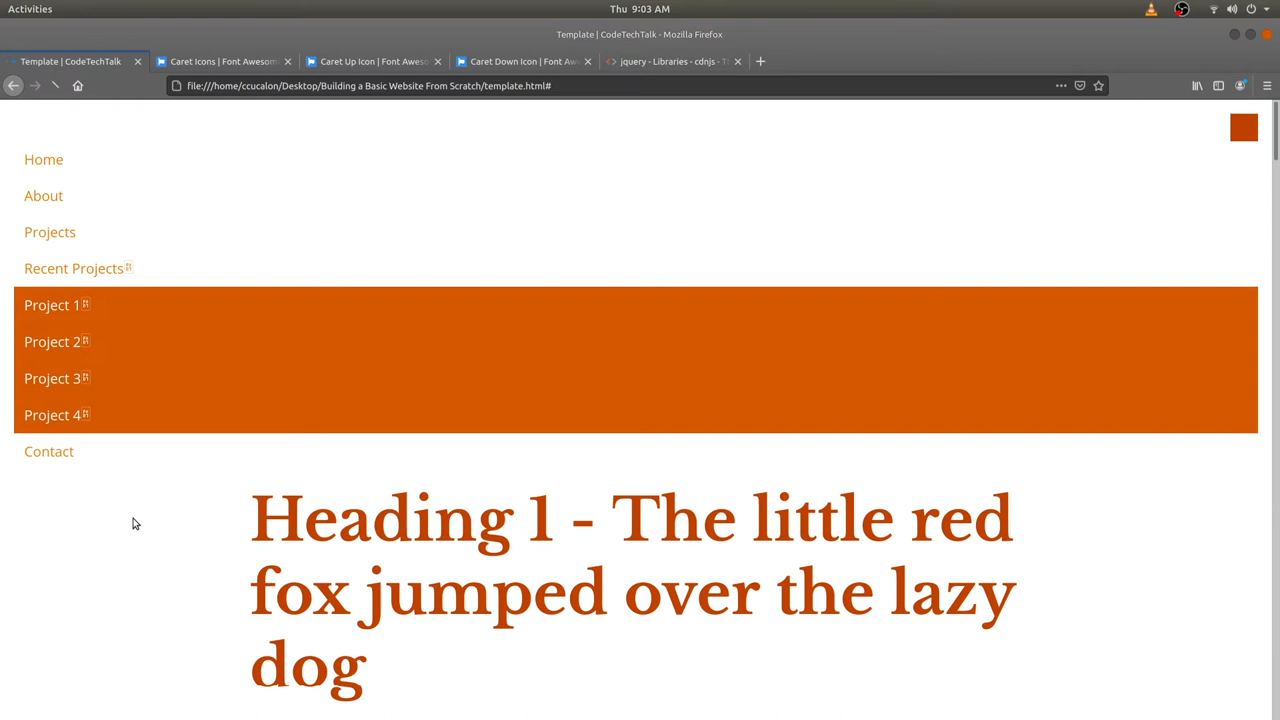 Activities
Thu 9:03 AM
Template | CodeTechTalk - Mozilla Firefox
Template | CodeTechTalk
Caret Icons | Font Awesom
Caret Up Icon | Font Aweso
Caret Down Icon | Font Aw
jquery - Libraries - cdnjs - T
file:///home/ccucalon/Desktop/Building a Basic Website From Scratch/template.html#
Home
About
Projects
Recent Projects
Project 1
Project 2
Project 3
Project 4
Contact
Heading 1 - The little red
fox jumped over the lazy
dog